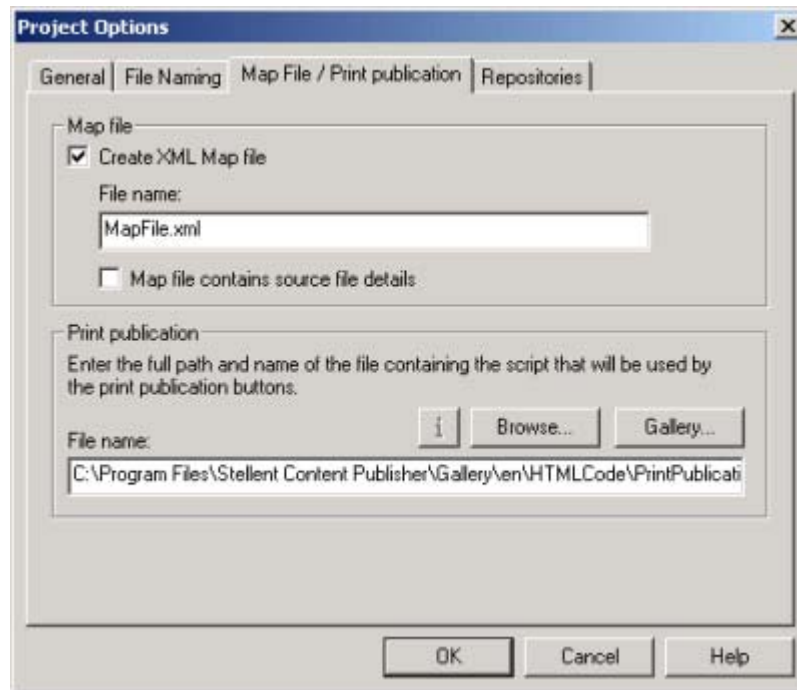 Project Options
General File Naming Map File / Print publication Repositories
Map file
Create XML Map file
File name:
MapFile.xml
Map file contains source file details
Print publication
Enter the full path and name of the file containing the script that will be used by
the print publication buttons.
i Browse... Gallery...
File name:
C:\Program Files\Stellent Content Publisher\Gallery\en\HTMLCode\PrintPublicati
OK Cancel Help